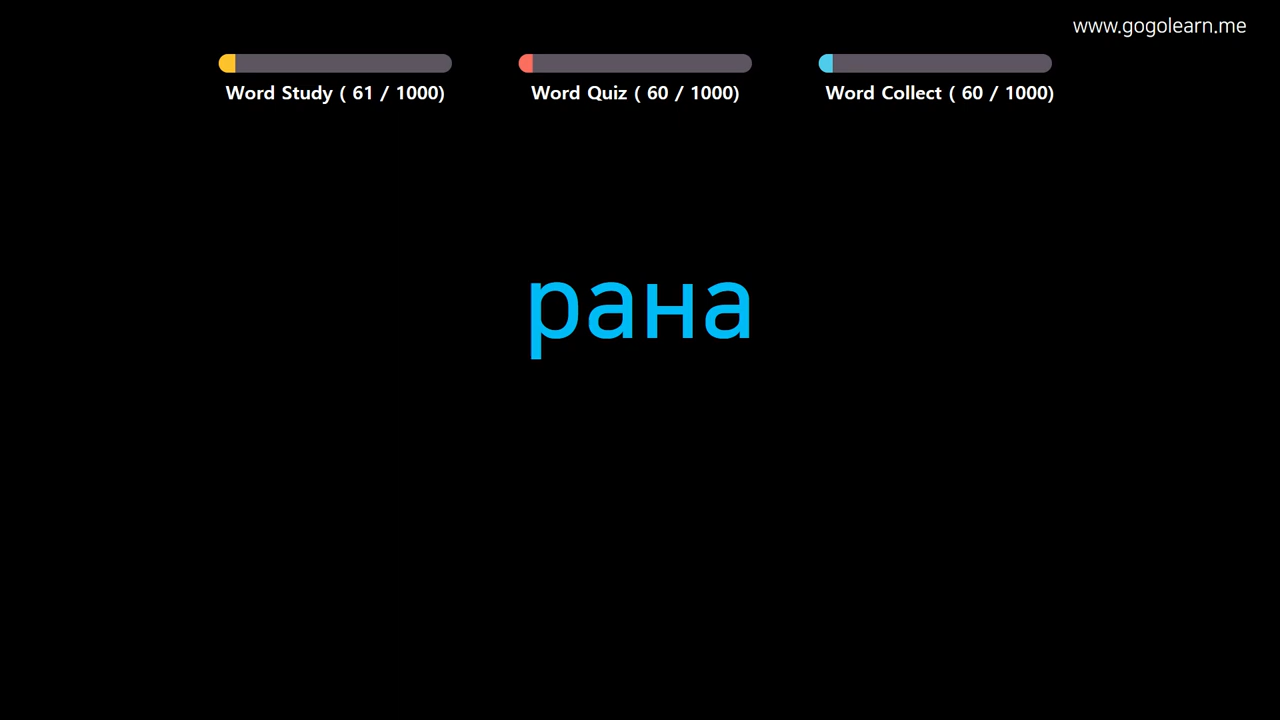 www.gogolearn.me
Word Study ( 61 / 1000)
Word Quiz ( 60 / 1000)
Word Collect ( 60 / 1000)
рана